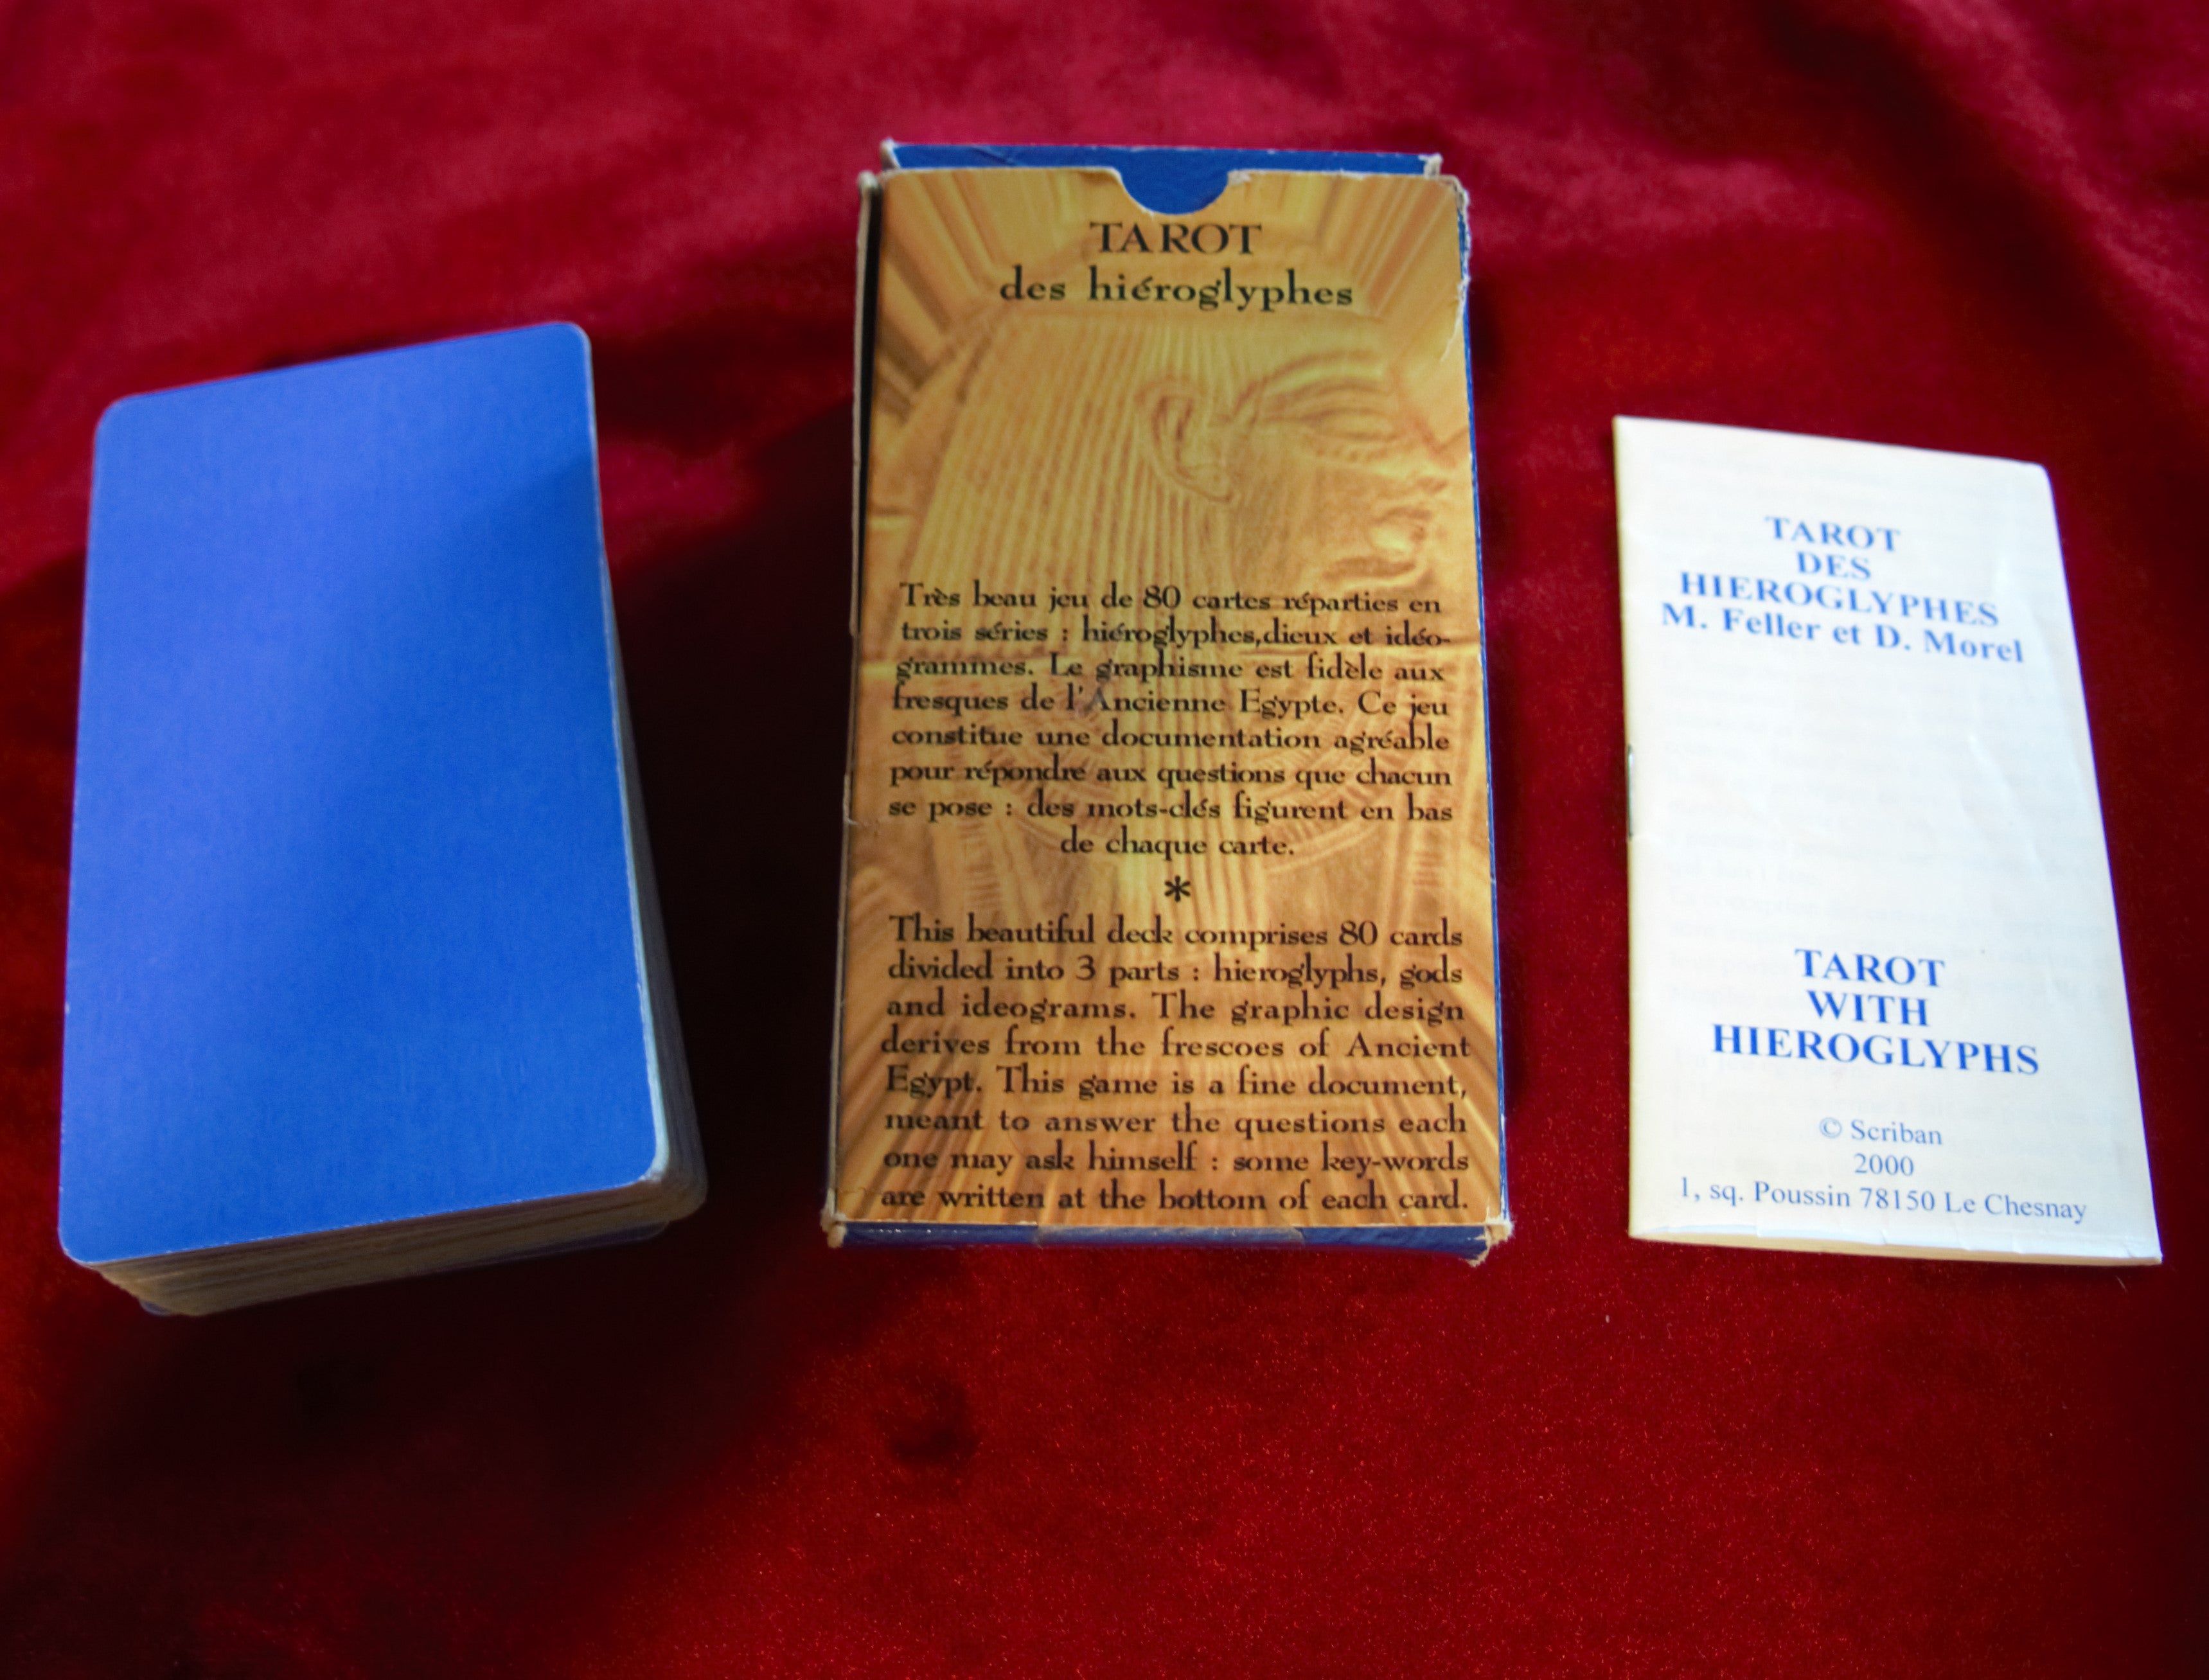 TAROT
des hiéroglyphes
Très beau jeu de 80 cartes réparties en
trois séries : hiéroglyphes,dieux et idéo-
grammes. Le graphisme est fidèle aux
fresques de l'Ancienne Egypte. Ce jeu
constitue une documentation agréable
pour répondre aux questions que chacun
se pose : des mots-clés figurent en bas
de chaque carte.
*
This beautiful deck comprises 80 cards
divided into 3 parts : hieroglyphs, gods
and ideograms. The graphic design
derives from the frescoes of Ancient
Egypt. This game is a fine document,
meant to answer the questions each
one may ask himself : some key-words
are written at the bottom of each card.
TAROT
DES
HIEROGLYPHES
M. Feller et D. Morel
TAROT
WITH
HIEROGLYPHS
© Scriban
2000
1, sq. Poussin 78150 Le Chesnay